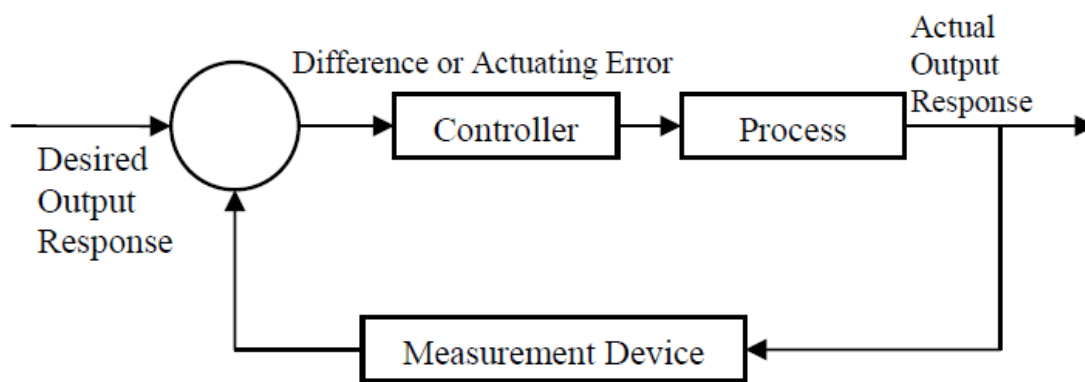 Actual
Output
Response
Difference or Actuating Error
Controller
Process
Desired
Output
Response
Measurement Device